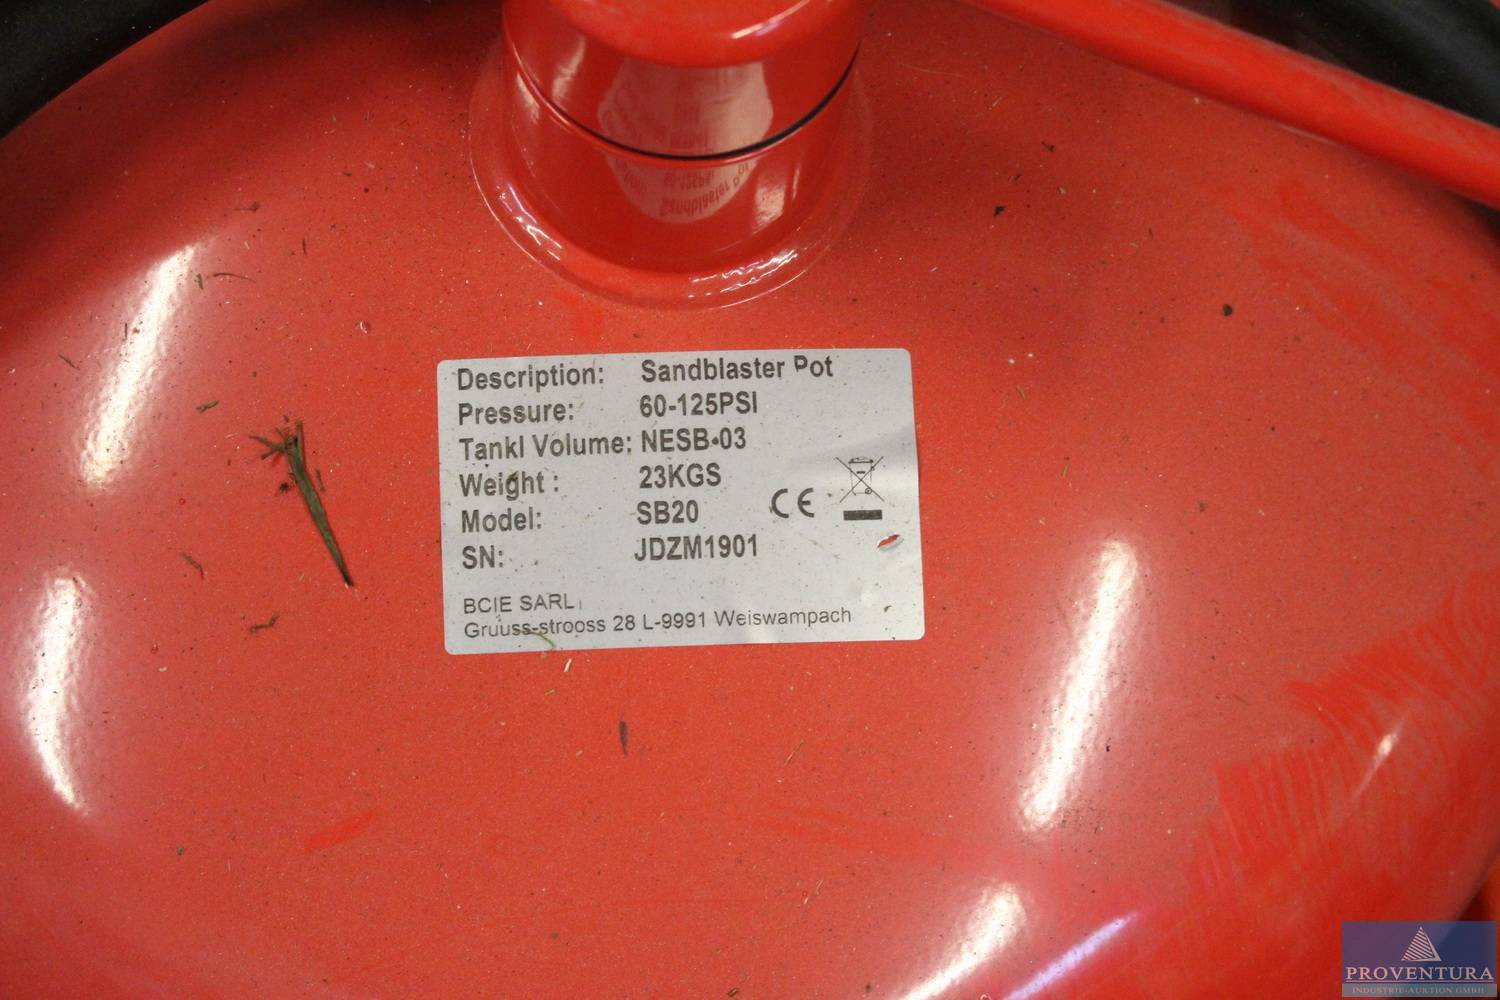 Description: Sandblaster Pot
Pressure: 60-125PSI
Tankl Volume: NESB-03
Weight : 23KGS
Model: SB20
SN: JDZM1901
CE
BCIE SARL
Gruuss-strooss 28 L-9991 Weiswampach
PROVENTURA
INDUSTRIE-AUKTION GMBH